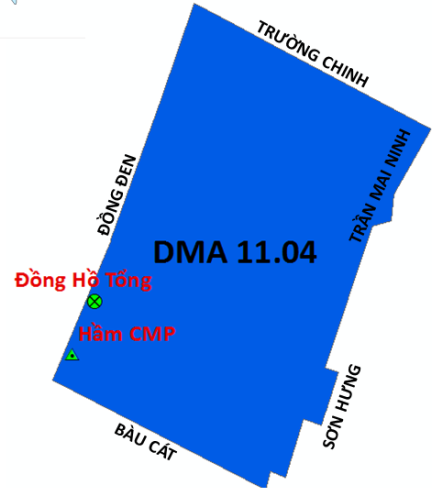 TRƯỜNG CHINH
ĐỒNG ĐEN
TRẦN MAI NINH
DMA 11.04
Đồng Hồ Tổng
Hầm CMP
BÀU CÁT
SƠN HƯNG